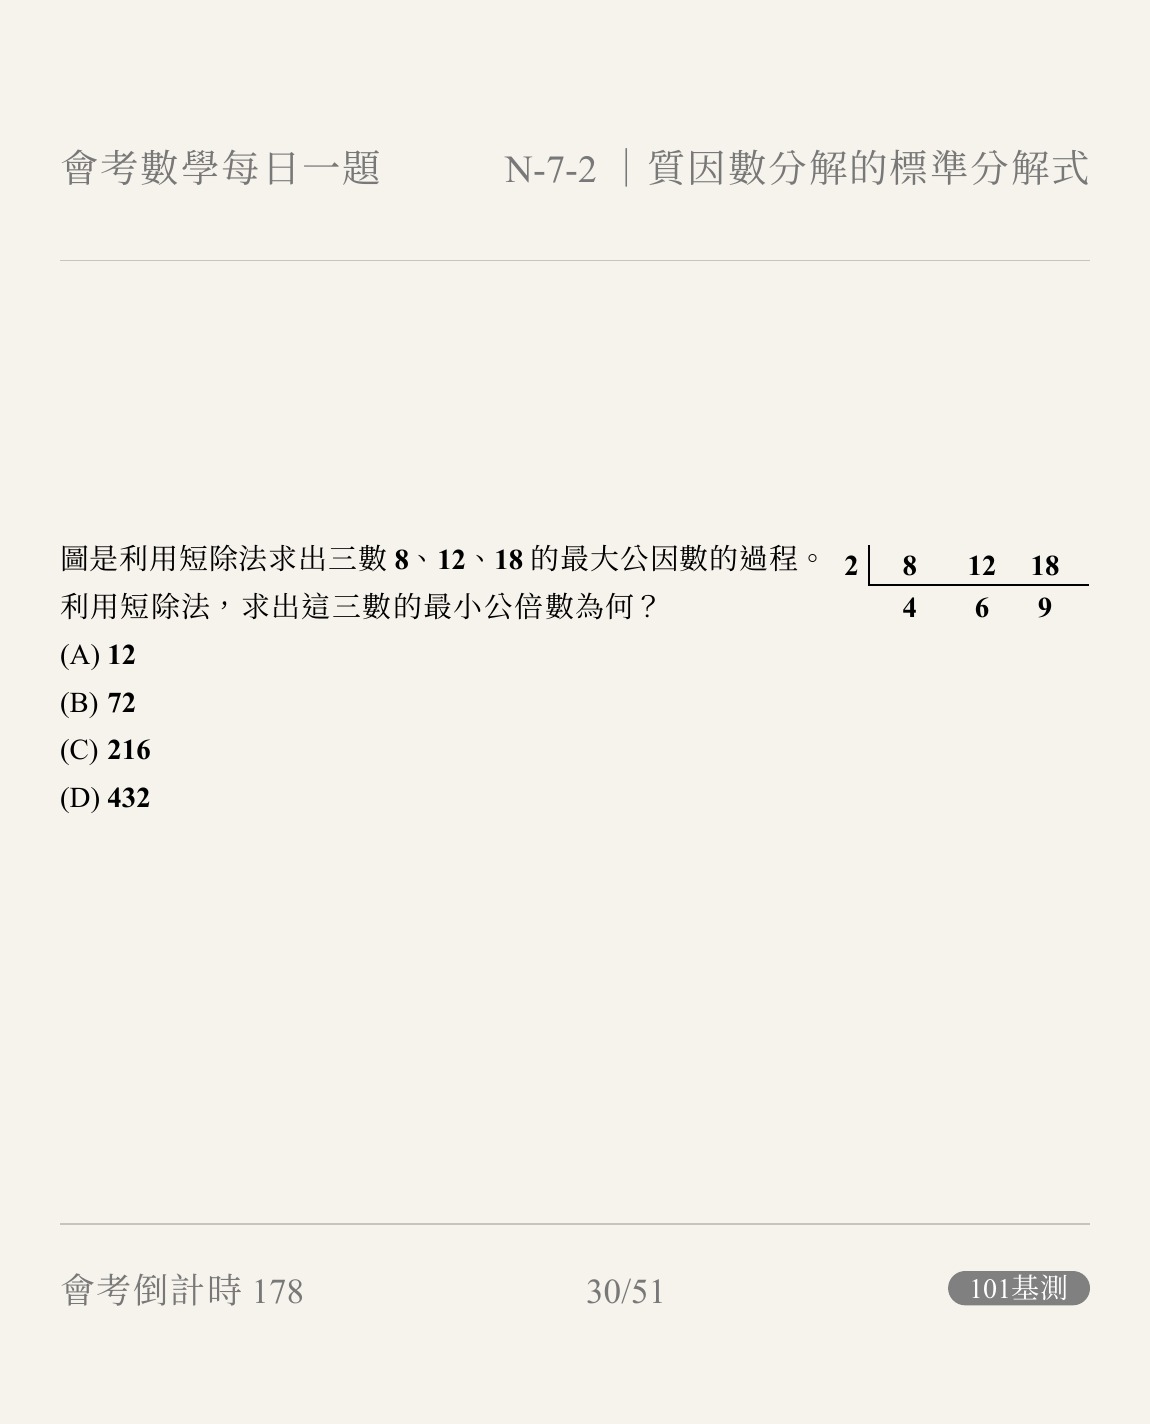 會考數學每日一題
N-7-2｜質因數分解的標準分解式
圖是利用短除法求出三數 8、12、18 的最大公因數的過程。
利用短除法，求出這三數的最小公倍數為何？
2 8 12 18
4 6 9
(A) 12
(B) 72
(C) 216
(D) 432
會考倒計時 178
30/51
101基測